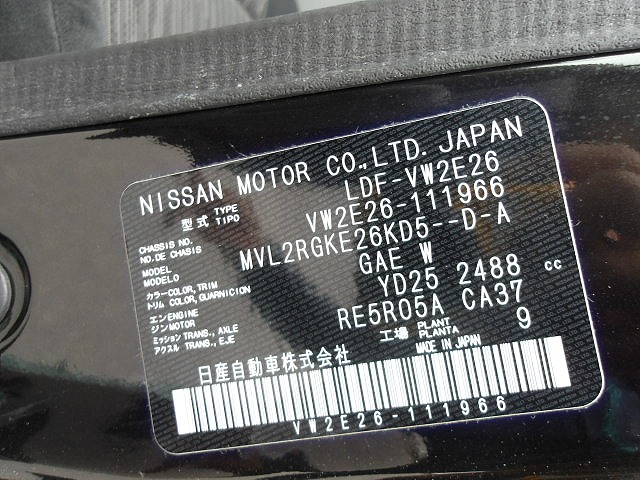 NISSAN MOTOR CO.,LTD. JAPAN
型式 TYPE TIPO LDF-VW2E26
CHASSIS NO. NO.DE CHASIS VW2E26-111966
MODEL MODELO MVL2RGKE26KD5--D-A
カラー COLOR, TRIM トリム COLOR, GUARNICION GAE W
エンジン ENGINE MOTOR YD25 2488 cc
ミッション TRANS., AXLE アクスル TRANS., EJE RE5R05A CA37
工場 PLANT PLANTA 9
日産自動車株式会社 MADE IN JAPAN
VW2E26-111966